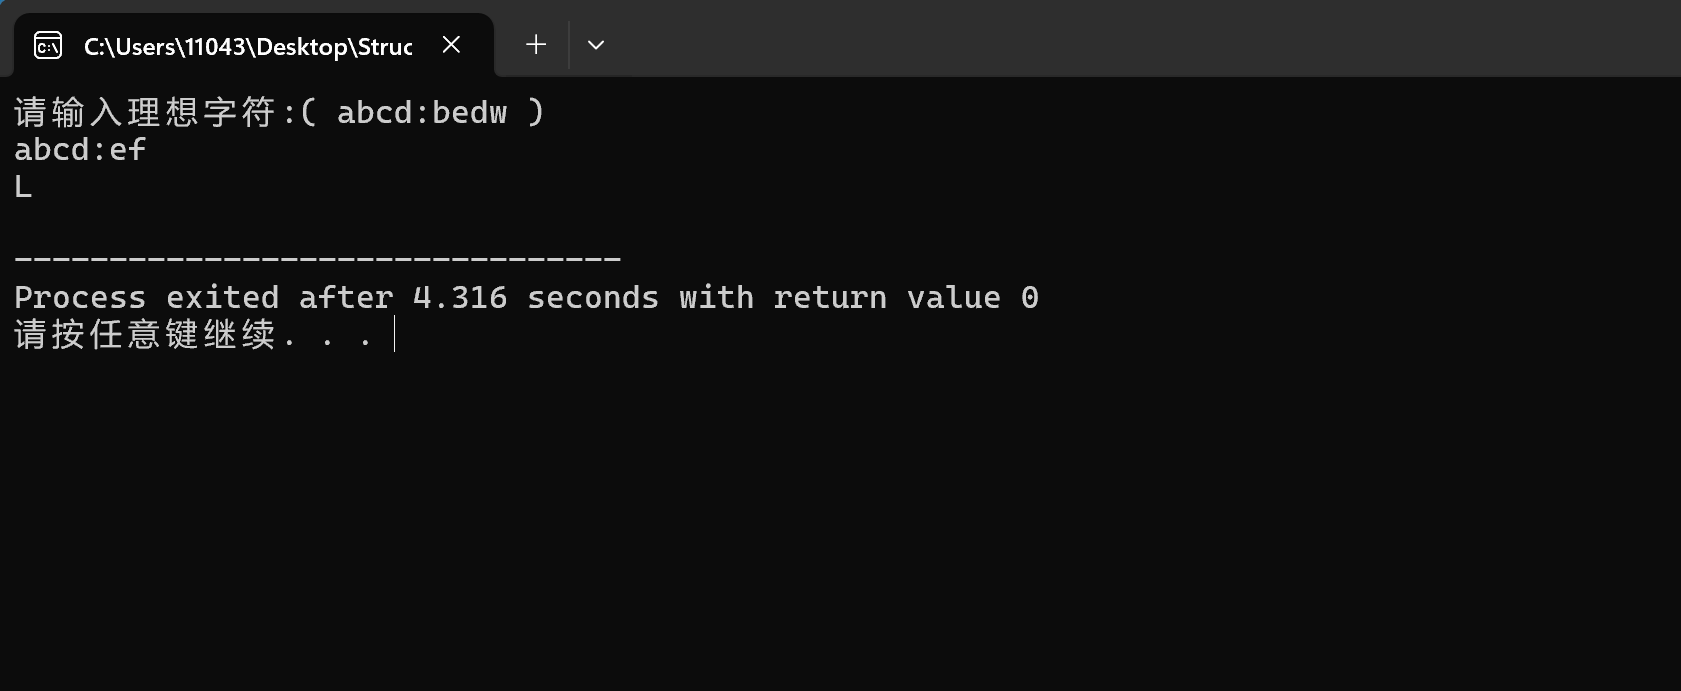 C:\Users\11043\Desktop\Struc
请输入理想字符:( abcd:bedw )
abcd:ef
L
--------------------------------
Process exited after 4.316 seconds with return value 0
请按任意键继续. . .